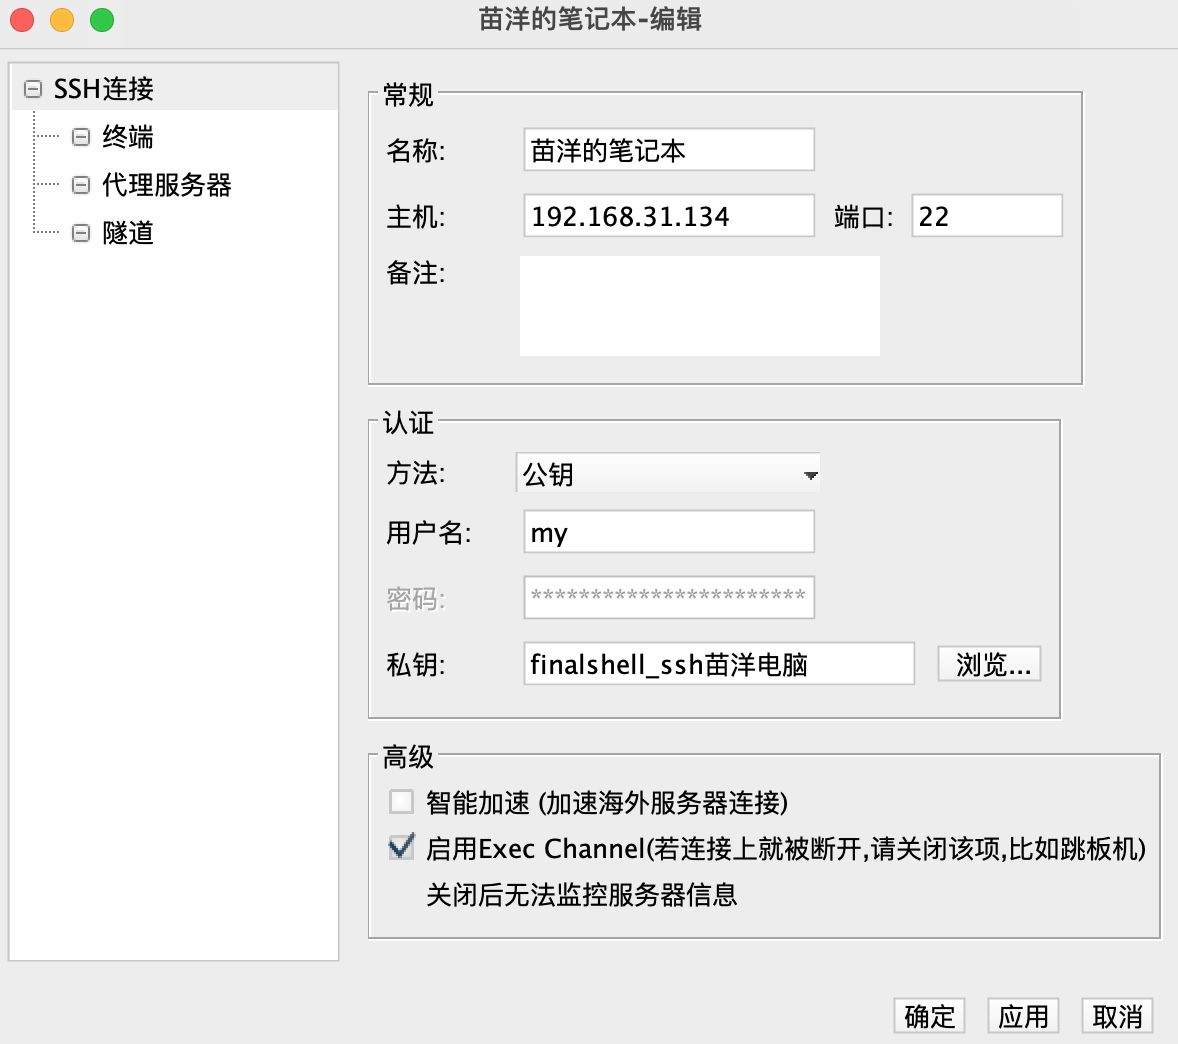 苗洋的笔记本-编辑
SSH连接
终端
代理服务器
隧道
常规
名称: 苗洋的笔记本
主机: 192.168.31.134 端口: 22
备注:
认证
方法: 公钥
用户名: my
密码: ***********************
私钥: finalshell_ssh苗洋电脑 浏览...
高级
智能加速 (加速海外服务器连接)
启用Exec Channel(若连接上就被断开,请关闭该项,比如跳板机)
关闭后无法监控服务器信息
确定 应用 取消